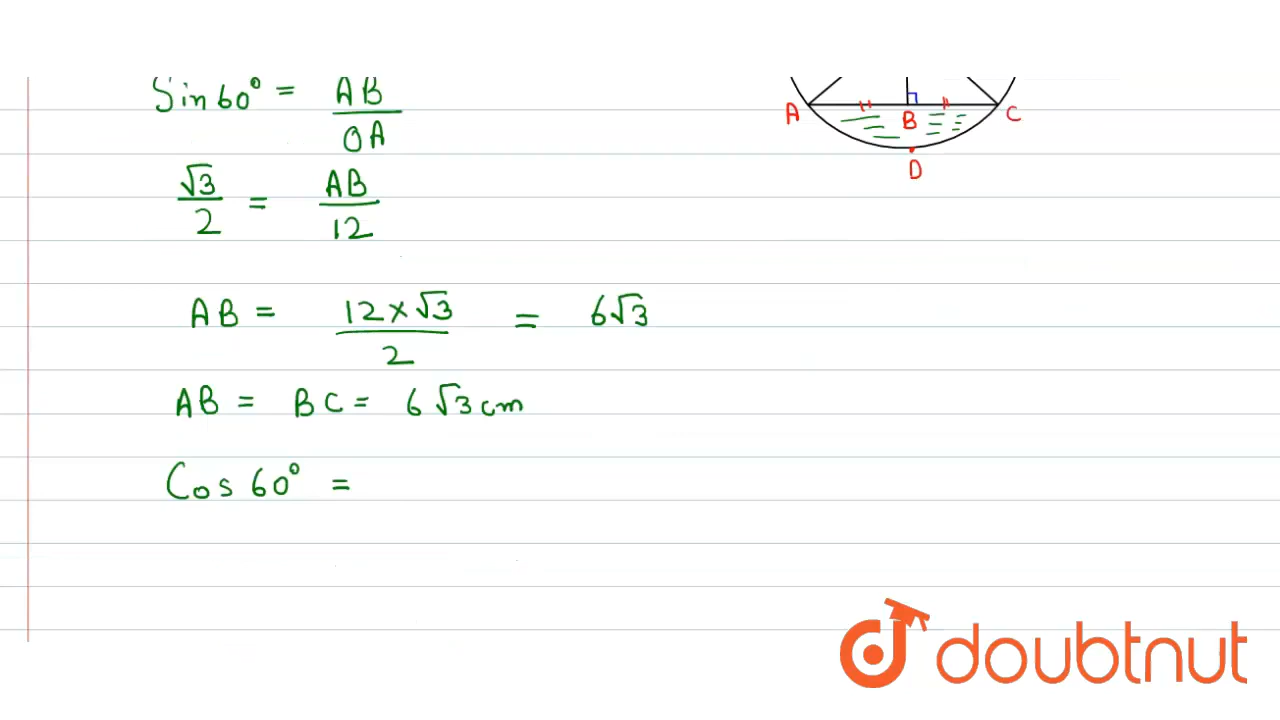 Sin 60° = AB / OA
√3 / 2 = AB / 12
AB = 12 × √3 / 2 = 6√3
AB = BC = 6√3 cm
Cos 60° =
A
B
C
D
doubtnut